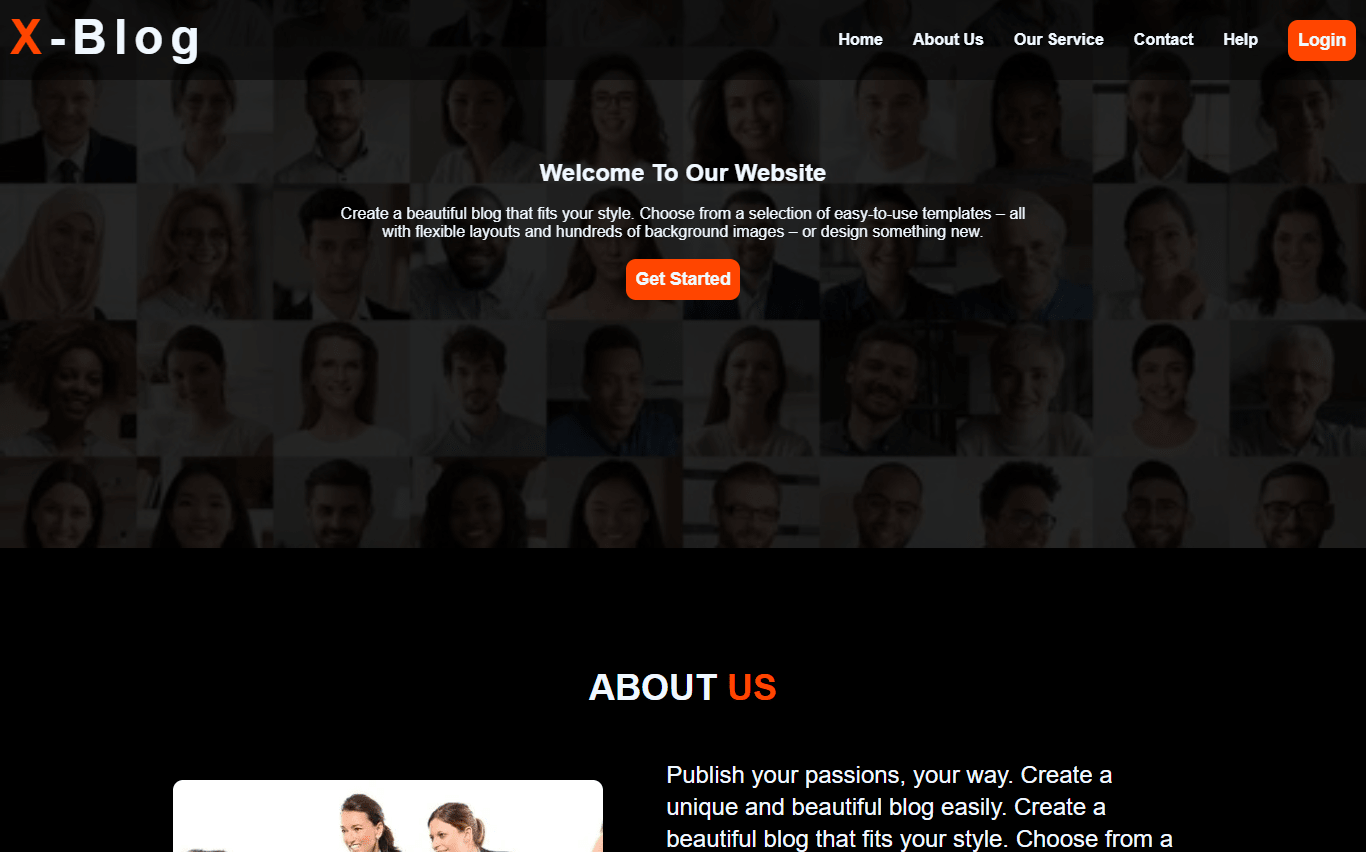 X-Blog
Home About Us Our Service Contact Help Login
Welcome To Our Website
Create a beautiful blog that fits your style. Choose from a selection of easy-to-use templates – all
with flexible layouts and hundreds of background images – or design something new.
Get Started
ABOUT US
Publish your passions, your way. Create a
unique and beautiful blog easily. Create a
beautiful blog that fits your style. Choose from a